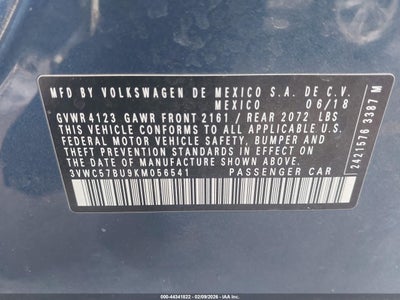 MFD BY VOLKSWAGEN DE MEXICO S.A. DE C.V.
MEXICO 06/18
GVWR 4123 GAWR FRONT 2161 / REAR 2072 LBS
THIS VEHICLE CONFORMS TO ALL APPLICABLE U.S.
FEDERAL MOTOR VEHICLE SAFETY, BUMPER AND
THEFT PREVENTION STANDARDS IN EFFECT ON THE
DATE OF MANUFACTURE SHOWN ABOVE.
3VWC57BU9KM056541 PASSENGER CAR
2421576 3387 M
000-44341822 - 02/09/2026 - IAA Inc.